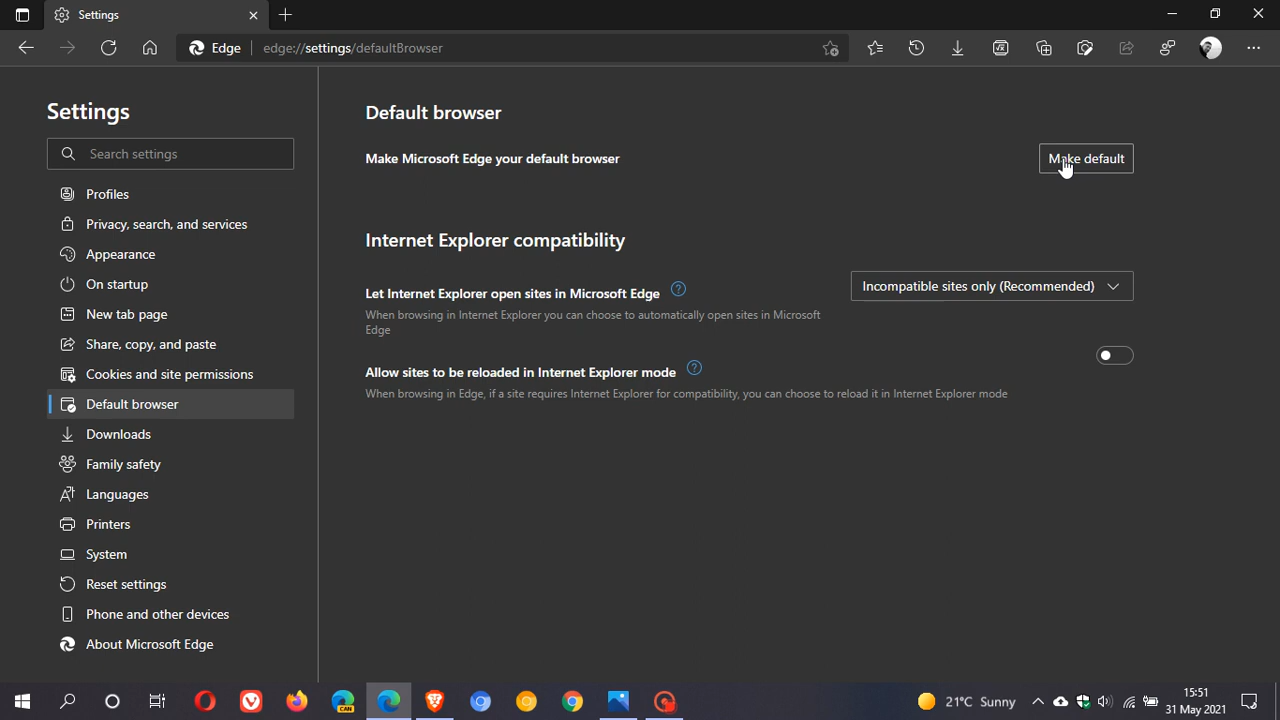 Settings
Edge
edge://settings/defaultBrowser
Settings
Search settings
Profiles
Privacy, search, and services
Appearance
On startup
New tab page
Share, copy, and paste
Cookies and site permissions
Default browser
Downloads
Family safety
Languages
Printers
System
Reset settings
Phone and other devices
About Microsoft Edge
Default browser
Make Microsoft Edge your default browser
Make default
Internet Explorer compatibility
Let Internet Explorer open sites in Microsoft Edge
Incompatible sites only (Recommended)
When browsing in Internet Explorer you can choose to automatically open sites in Microsoft
Edge
Allow sites to be reloaded in Internet Explorer mode
When browsing in Edge, if a site requires Internet Explorer for compatibility, you can choose to reload it in Internet Explorer mode
CAN
21°C Sunny
15:51
31 May 2021